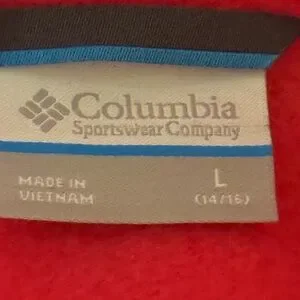 Columbia
Sportswear Company
MADE IN
VIETNAM
L
(14/16)